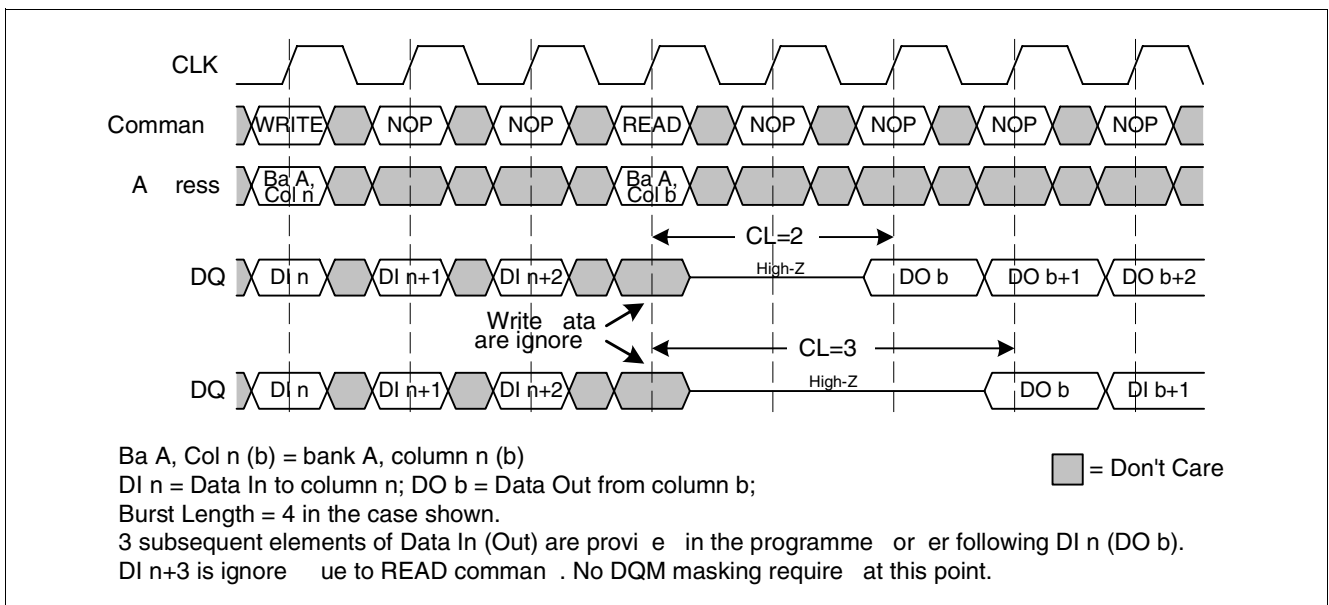 CLK
Comman
WRITE NOP NOP READ NOP NOP NOP NOP
A ress
Ba A, Col n
Ba A, Col b
CL=2
DQ
DI n DI n+1 DI n+2 High-Z DO b DO b+1 DO b+2
Write ata
are ignore
CL=3
DQ
DI n DI n+1 DI n+2 High-Z DO b DI b+1
Ba A, Col n (b) = bank A, column n (b)
= Don't Care
DI n = Data In to column n; DO b = Data Out from column b;
Burst Length = 4 in the case shown.
3 subsequent elements of Data In (Out) are provi e in the programme or er following DI n (DO b).
DI n+3 is ignore ue to READ comman . No DQM masking require at this point.